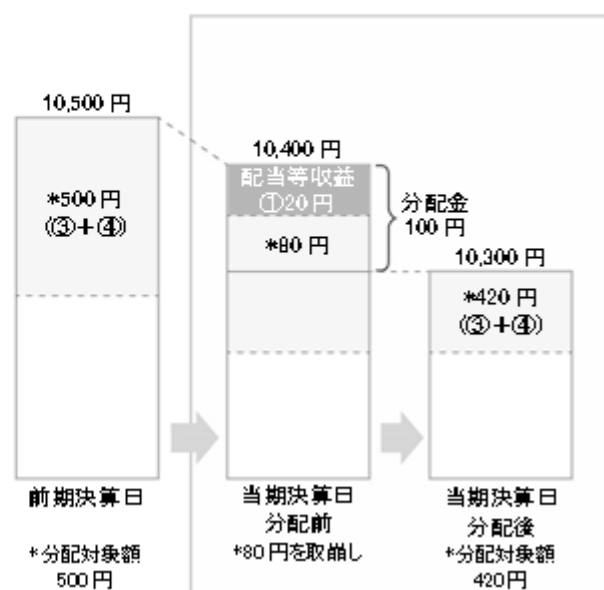 10,500 円
*500 円
(③+④)
10,400 円
配当等収益
①20 円
*80 円
分配金
100 円
10,300 円
*420 円
(③+④)
前期決算日
*分配対象額
500 円
当期決算日
分配前
*80 円を取崩し
当期決算日
分配後
*分配対象額
420円